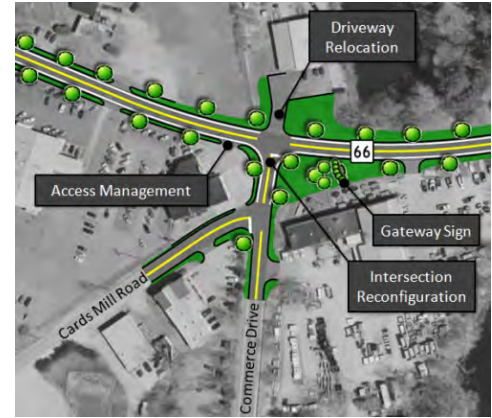 Driveway
Relocation
66
Access Management
Gateway Sign
Intersection
Reconfiguration
Cards Mill Road
Commerce Drive